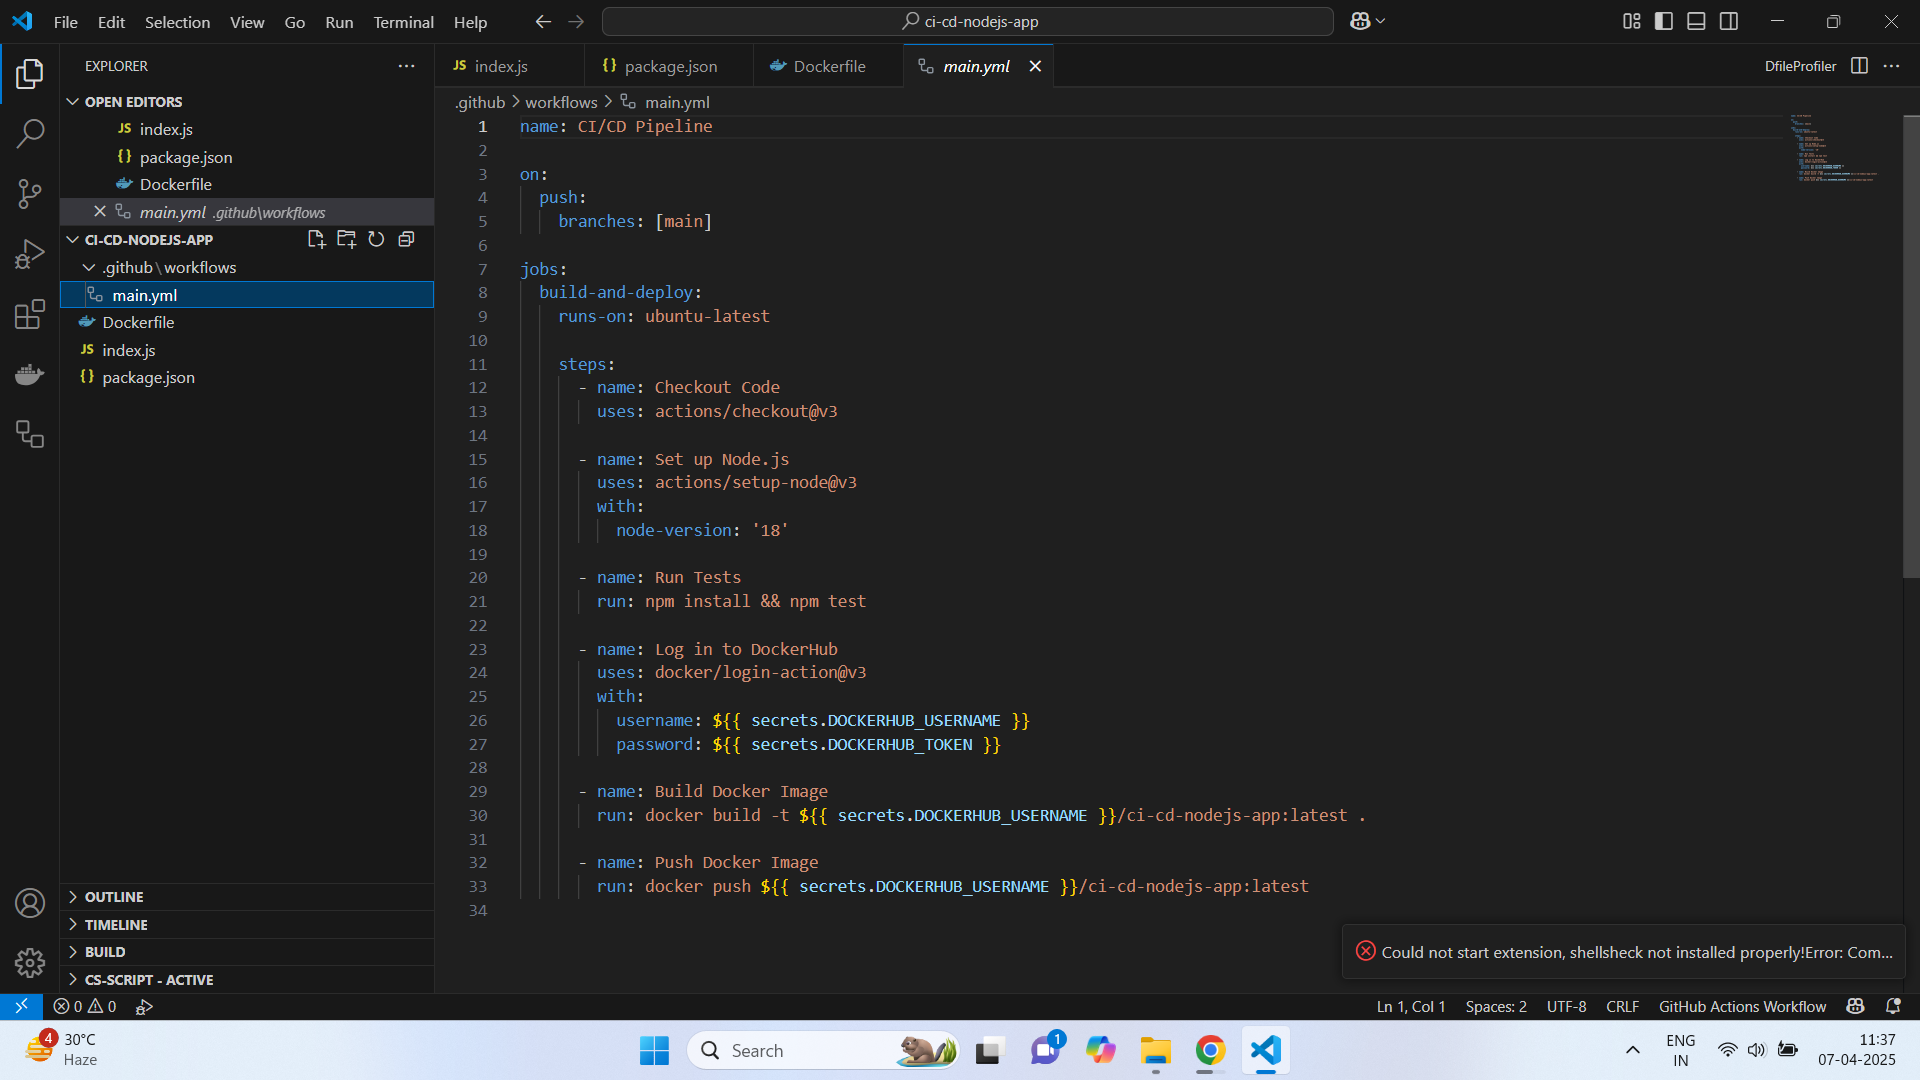 File Edit Selection View Go Run Terminal Help
ci-cd-nodejs-app
EXPLORER
OPEN EDITORS
JS index.js
{} package.json
Dockerfile
main.yml .github\workflows
CI-CD-NODEJS-APP
.github\workflows
main.yml
Dockerfile
JS index.js
{} package.json
OUTLINE
TIMELINE
BUILD
CS-SCRIPT - ACTIVE
JS index.js
{} package.json
Dockerfile
main.yml
DfileProfiler
.github > workflows > main.yml
1 name: CI/CD Pipeline
2
3 on:
4 push:
5 branches: [main]
6
7 jobs:
8 build-and-deploy:
9 runs-on: ubuntu-latest
10
11 steps:
12 - name: Checkout Code
13 uses: actions/checkout@v3
14
15 - name: Set up Node.js
16 uses: actions/setup-node@v3
17 with:
18 node-version: '18'
19
20 - name: Run Tests
21 run: npm install && npm test
22
23 - name: Log in to DockerHub
24 uses: docker/login-action@v3
25 with:
26 username: ${{ secrets.DOCKERHUB_USERNAME }}
27 password: ${{ secrets.DOCKERHUB_TOKEN }}
28
29 - name: Build Docker Image
30 run: docker build -t ${{ secrets.DOCKERHUB_USERNAME }}/ci-cd-nodejs-app:latest .
31
32 - name: Push Docker Image
33 run: docker push ${{ secrets.DOCKERHUB_USERNAME }}/ci-cd-nodejs-app:latest
34
Could not start extension, shellsheck not installed properly!Error: Com...
0 0
Ln 1, Col 1 Spaces: 2 UTF-8 CRLF GitHub Actions Workflow
4
30°C
Haze
Search
1
ENG
IN
11:37
07-04-2025